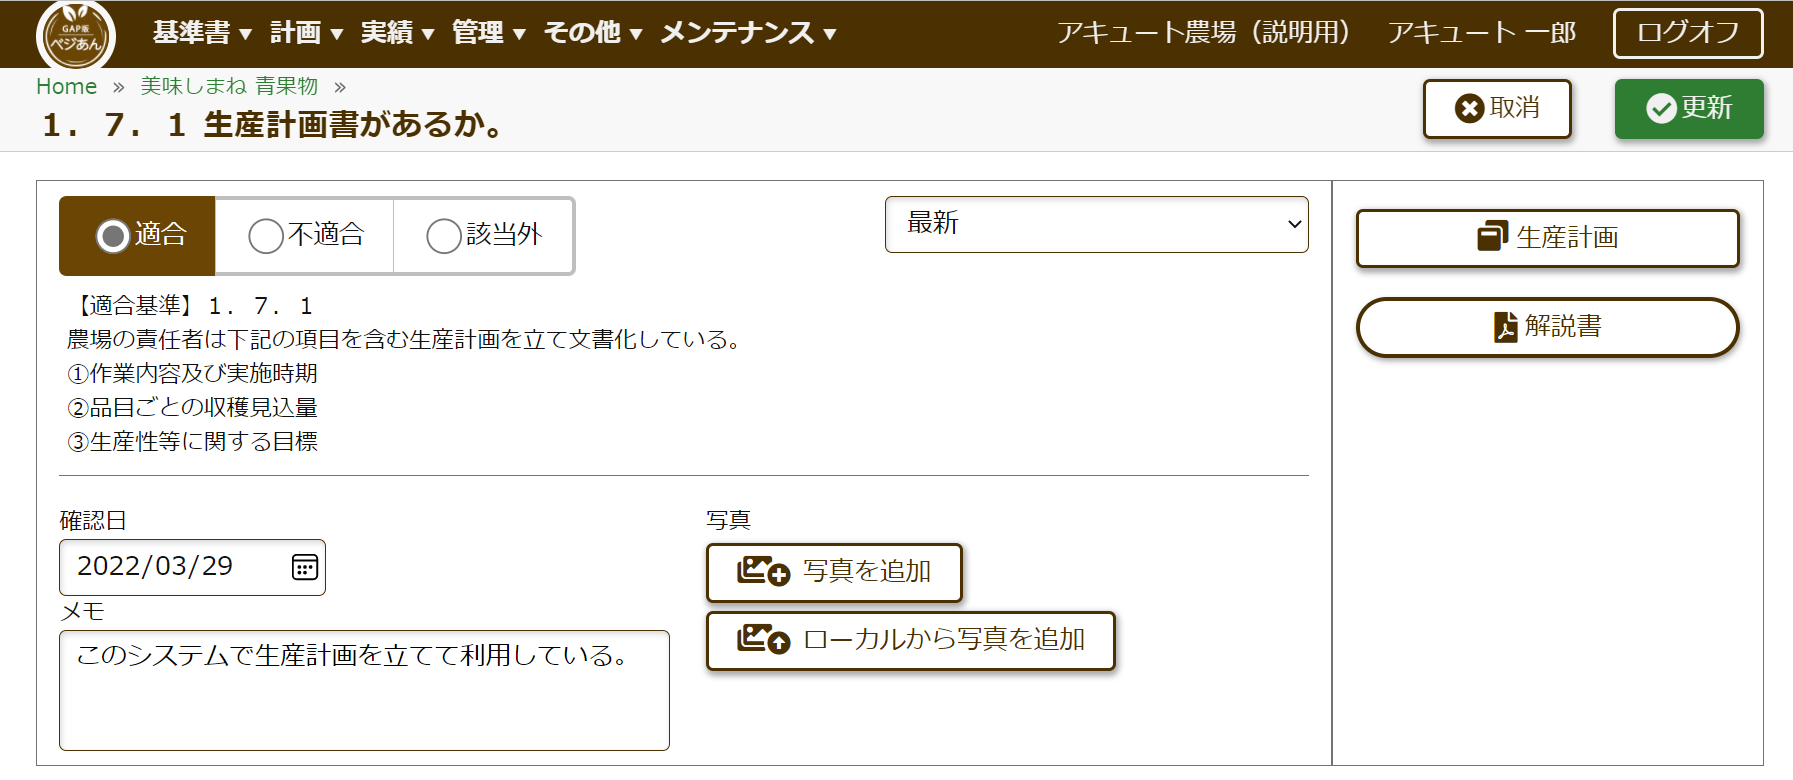 GAP版
ベジあん
基準書 ▼ 計画 ▼ 実績 ▼ 管理 ▼ その他 ▼ メンテナンス ▼
アキュート農場（説明用） アキュート 一郎 ログオフ
Home » 美味しまね 青果物 »
１．７．１ 生産計画書があるか。
取消 更新
適合 不適合 該当外
最新
生産計画
【適合基準】１．７．１
農場の責任者は下記の項目を含む生産計画を立て文書化している。
①作業内容及び実施時期
②品目ごとの収穫見込量
③生産性等に関する目標
解説書
確認日
2022/03/29
メモ
このシステムで生産計画を立てて利用している。
写真
写真を追加
ローカルから写真を追加